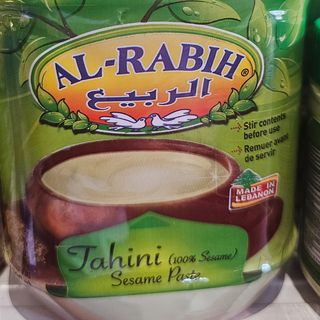 AL-RABIH®
الربيع
Stir contents
before use
Remuer avant
de servir
MADE IN
LEBANON
Tahini (100% Sesame)
Sesame Paste